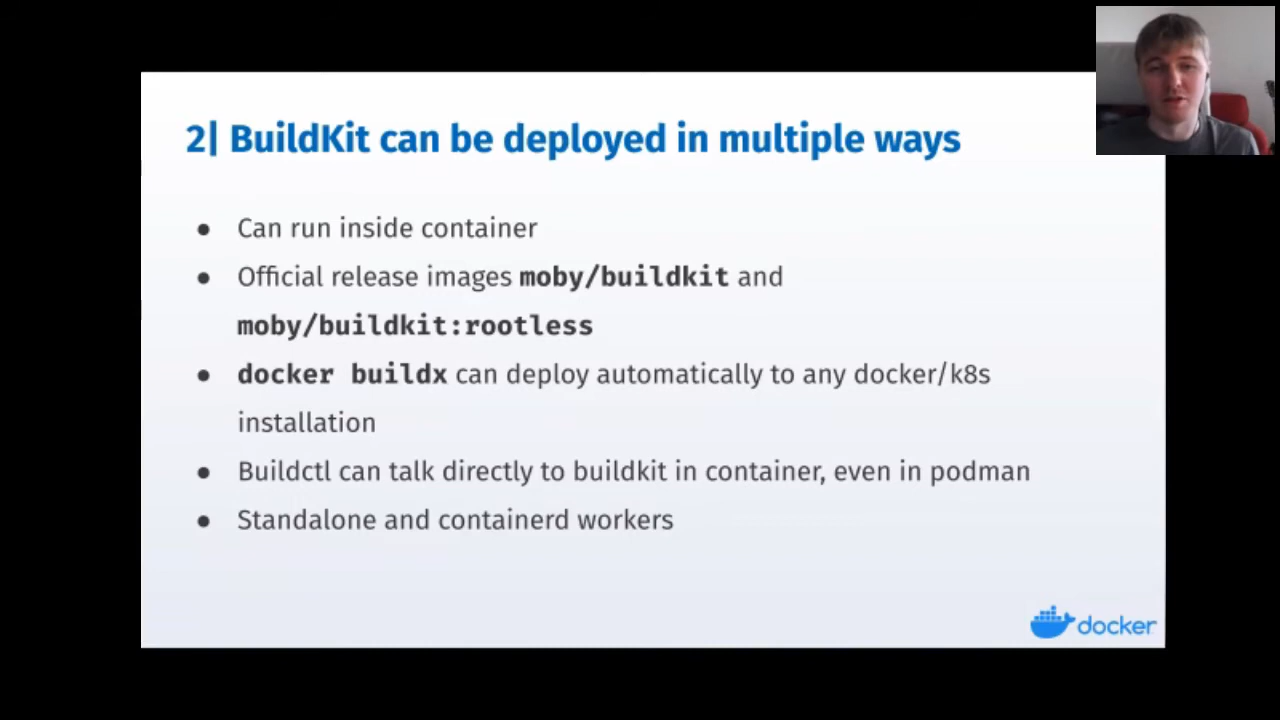 2| BuildKit can be deployed in multiple ways
● Can run inside container
● Official release images moby/buildkit and
moby/buildkit:rootless
● docker buildx can deploy automatically to any docker/k8s
installation
● Buildctl can talk directly to buildkit in container, even in podman
● Standalone and containerd workers
docker